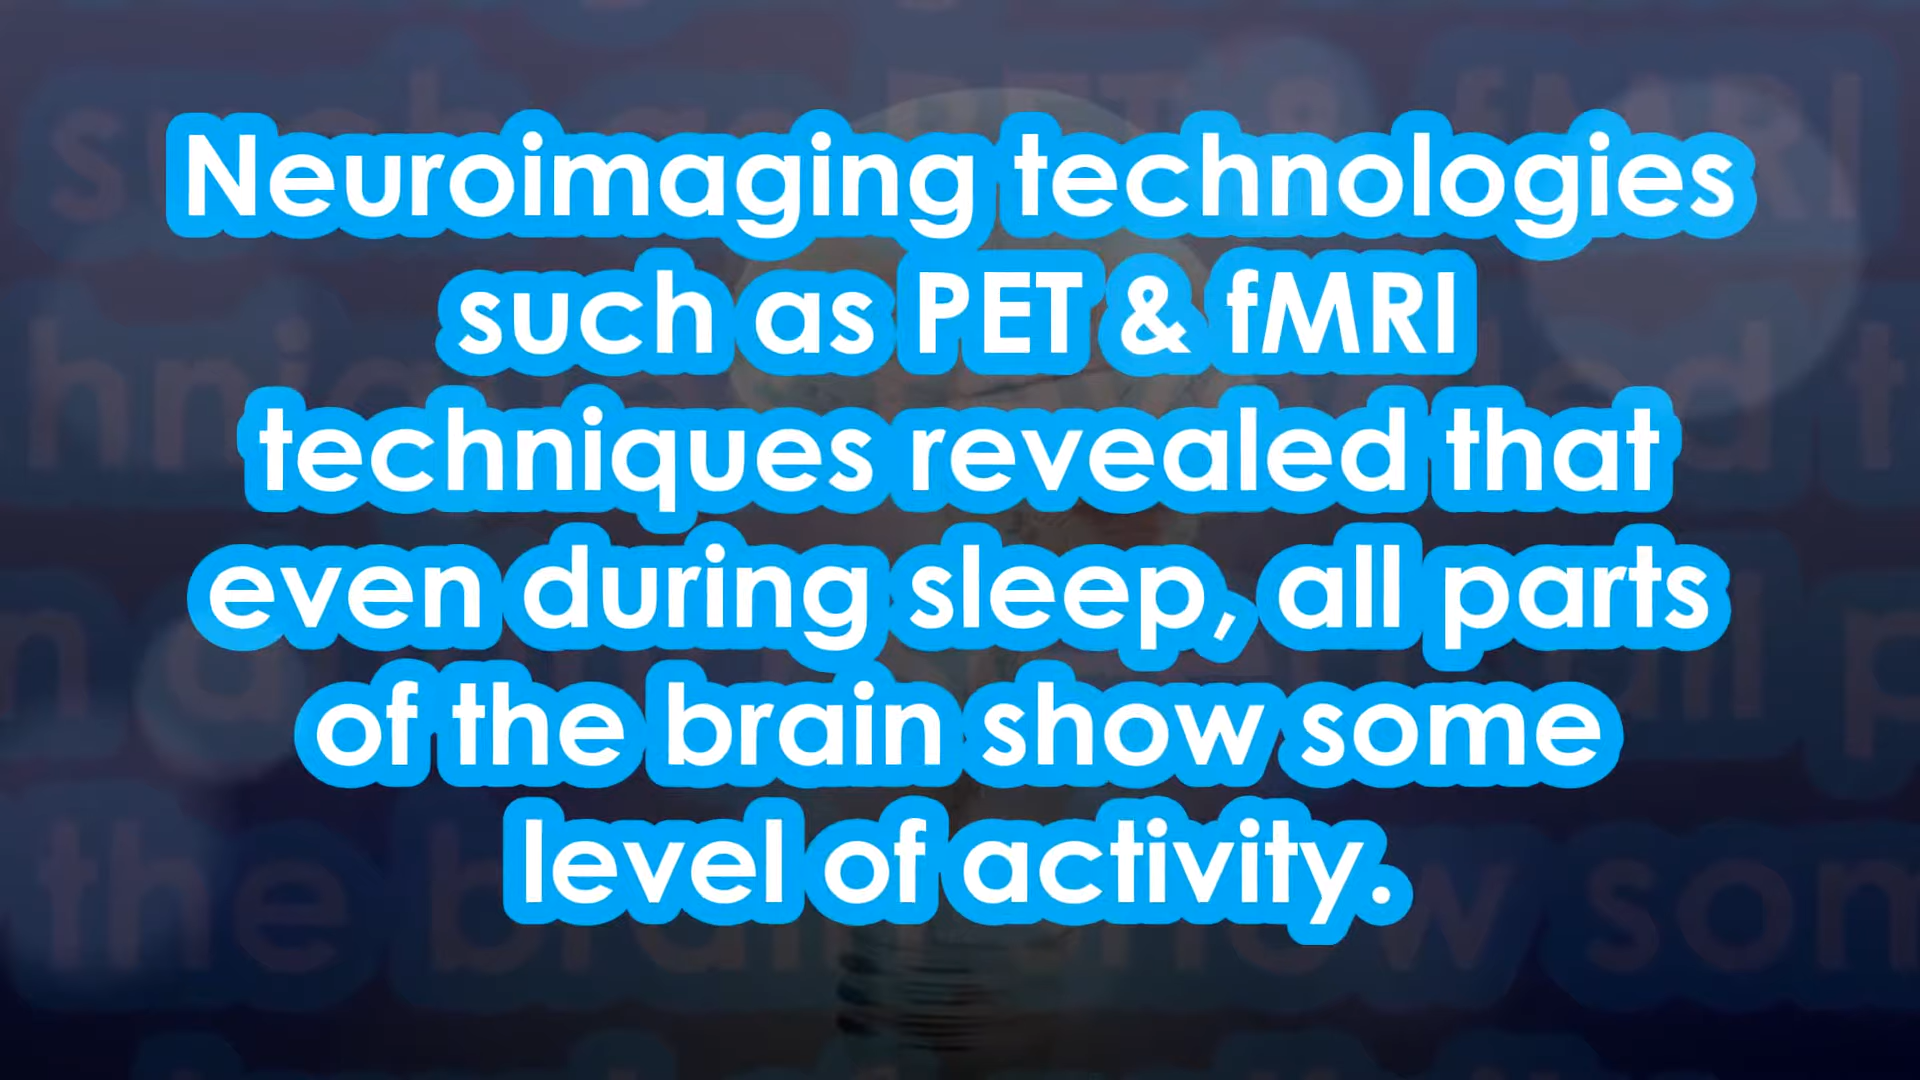 Neuroimaging technologies
such as PET & fMRI
techniques revealed that
even during sleep, all parts
of the brain show some
level of activity.